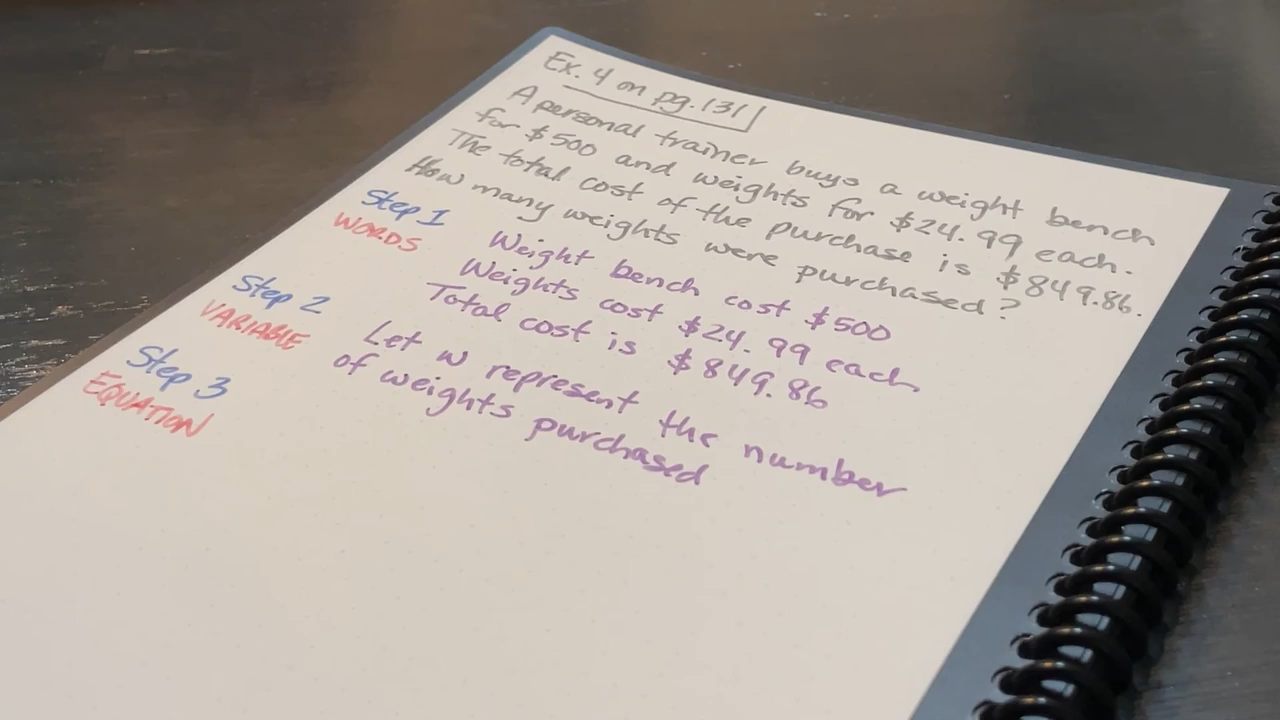 Ex. 4 on pg. 131
A personal trainer buys a weight bench
for $500 and weights for $24.99 each.
The total cost of the purchase is $849.86.
How many weights were purchased?
Step 1
WORDS
Weight bench cost $500
Weights cost $24.99 each
Total cost is $849.86
Step 2
VARIABLE
Let w represent the number
of weights purchased
Step 3
EQUATION